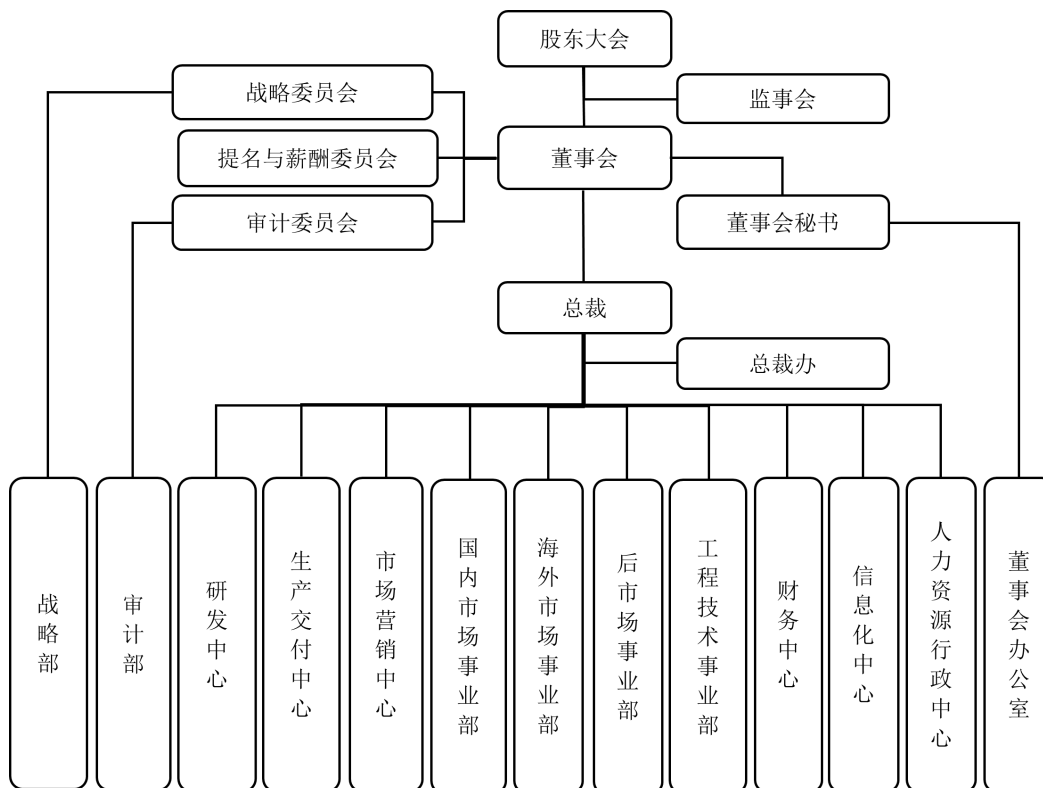 股东大会
战略委员会
监事会
提名与薪酬委员会
董事会
审计委员会
董事会秘书
总裁
总裁办
战略部
审计部
研发中心
生产交付中心
市场营销中心
国内市场事业部
海外市场事业部
后市场事业部
工程技术事业部
财务中心
信息化中心
人力资源行政中心
董事会办公室